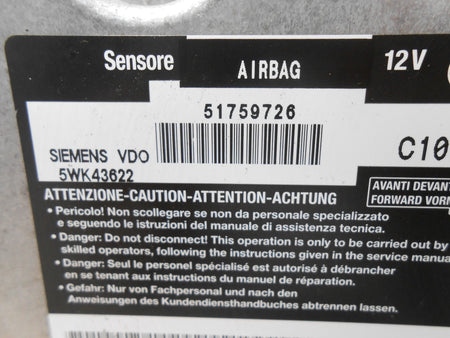 Sensore AIRBAG 12V
51759726
SIEMENS VDO
5WK43622
C10
ATTENZIONE-CAUTION-ATTENTION-ACHTUNG
AVANTI DEVANT
FORWARD VORN
• Pericolo! Non scollegare se non da personale specializzato
e seguendo le istruzioni del manuale di assistenza tecnica.
• Danger: Do not disconnect! This operation is only to be carried out by
skilled operators, following the instructions given in the service manual
• Danger: Seul le personnel spécialisé est autorisé à débrancher
en se tenant aux instructions du manuel de réparation.
• Gefahr: Nur von Fachpersonal und nach den
Anweisungen des Kundendiensthandbuches abtrennen lassen.